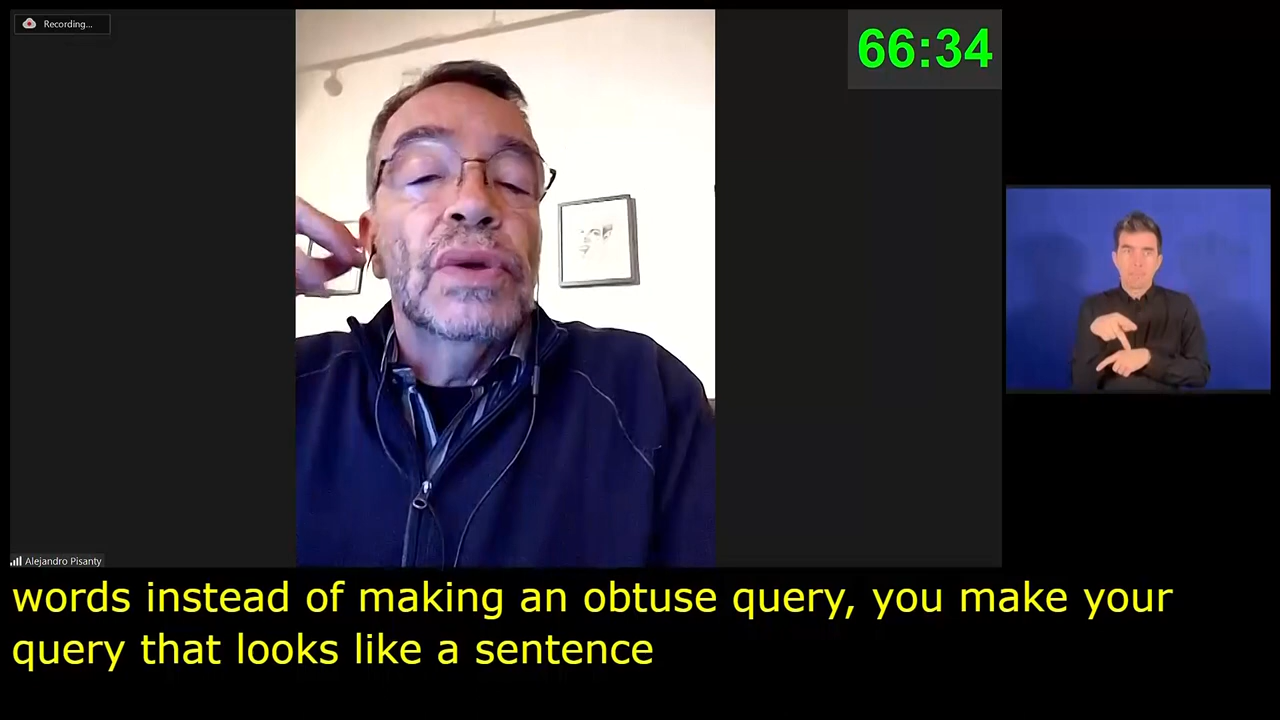 Recording...
66:34
Alejandro Pisanty
words instead of making an obtuse query, you make your
query that looks like a sentence